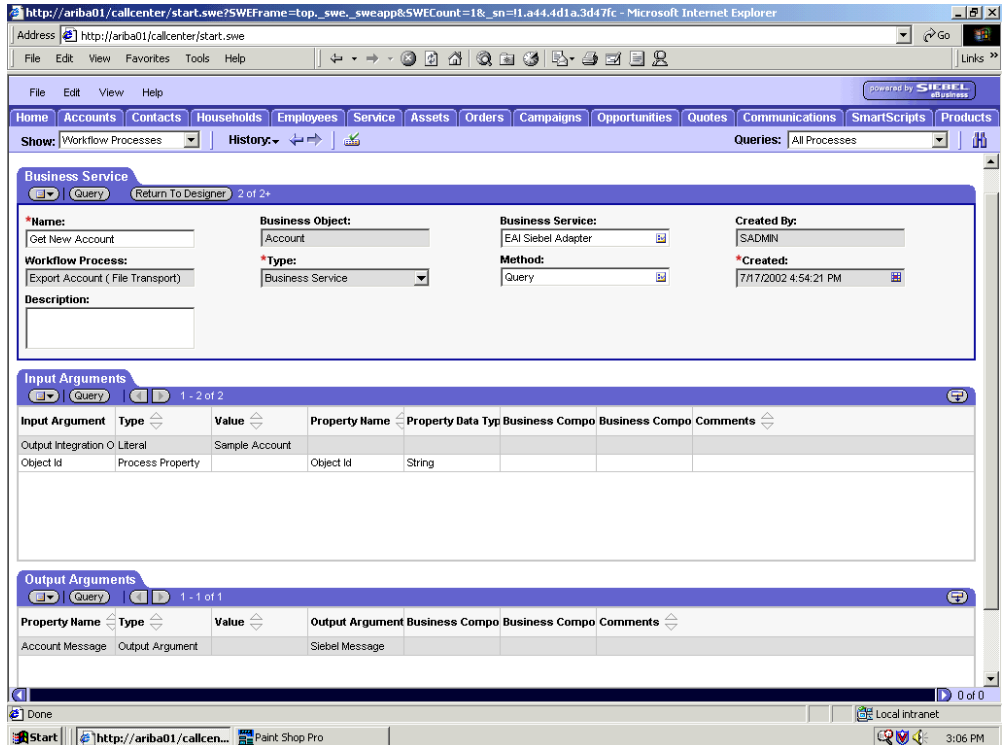 http://ariba01/callcenter/start.swe?SWEFrame=top._swe._sweapp&SWECount=1&_sn=!1.a44.4d1a.3d47fc - Microsoft Internet Explorer
Address http://ariba01/callcenter/start.swe Go
File Edit View Favorites Tools Help Links »
File Edit View Help powered by SIEBEL eBusiness
Home Accounts Contacts Households Employees Service Assets Orders Campaigns Opportunities Quotes Communications SmartScripts Products
Show: Workflow Processes History: Queries: All Processes
Business Service
Query Return To Designer 2 of 2+
*Name: Business Object: Business Service: Created By:
Get New Account Account EAI Siebel Adapter SADMIN
Workflow Process: *Type: Method: *Created:
Export Account ( File Transport) Business Service Query 7/17/2002 4:54:21 PM
Description:
Input Arguments
Query 1 - 2 of 2
Input Argument Type Value Property Name Property Data Typ Business Compo Business Compo Comments
Output Integration O Literal Sample Account
Object Id Process Property Object Id String
Output Arguments
Query 1 - 1 of 1
Property Name Type Value Output Argument Business Compo Business Compo Comments
Account Message Output Argument Siebel Message
0 of 0
Done Local intranet
Start http://ariba01/callcen... Paint Shop Pro 3:06 PM